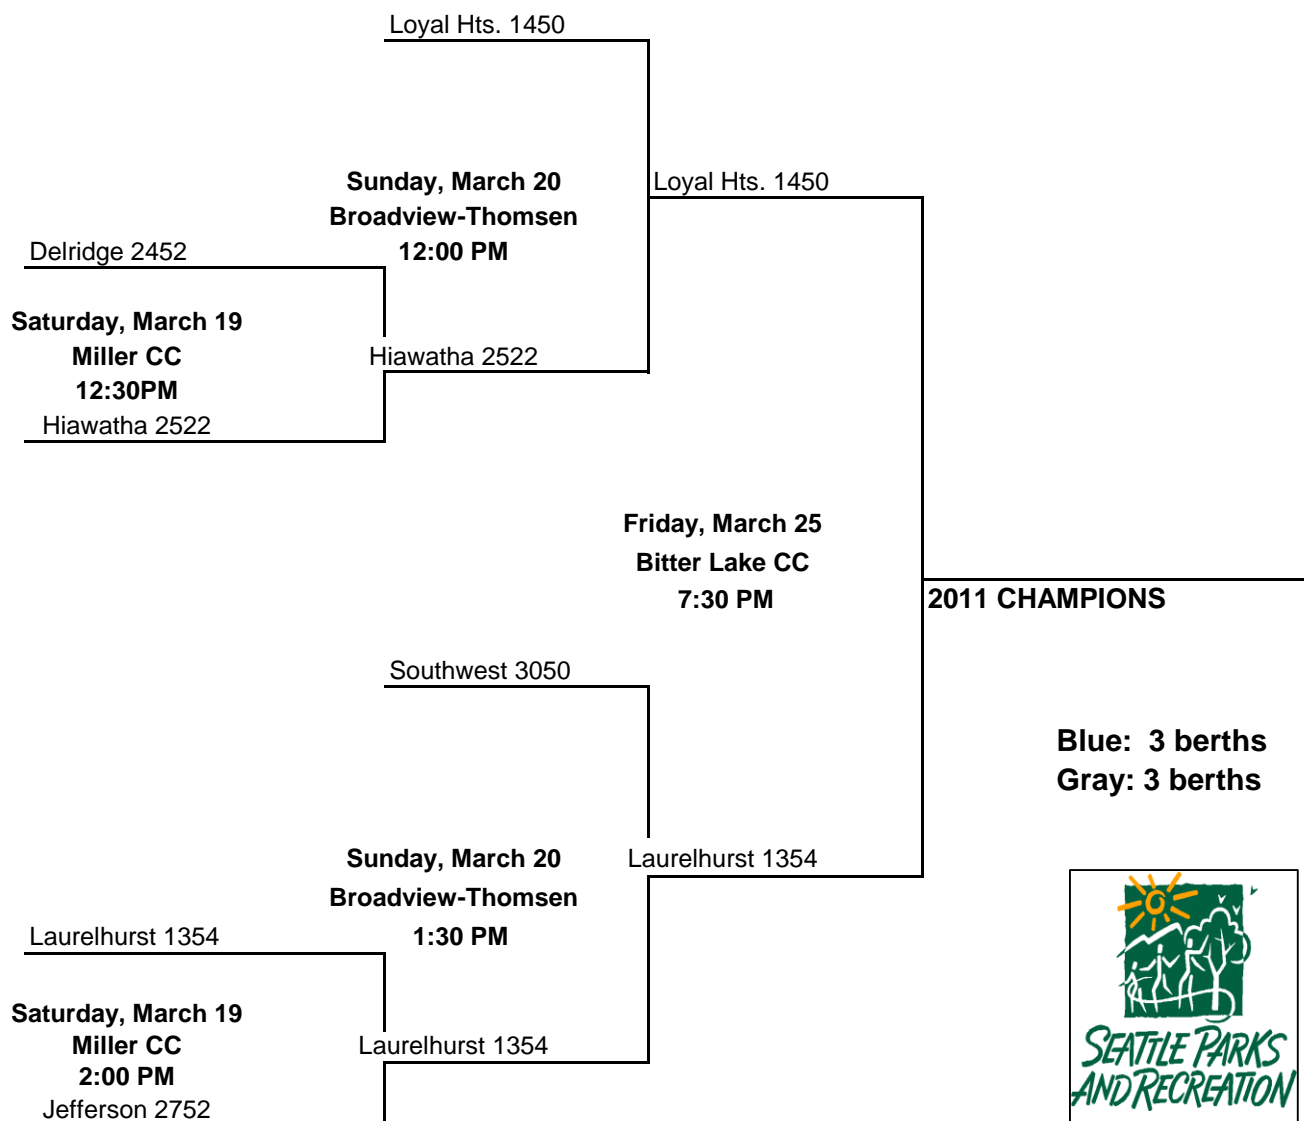 Loyal Hts. 1450
Sunday, March 20
Loyal Hts. 1450
Broadview-Thomsen
Delridge 2452
12:00 PM
Saturday, March 19
Miller CC
Hiawatha 2522
12:30PM
Hiawatha 2522
Friday, March 25
Bitter Lake CC
7:30 PM
2011 CHAMPIONS
Southwest 3050
Blue: 3 berths
Gray: 3 berths
Sunday, March 20
Laurelhurst 1354
Broadview-Thomsen
Laurelhurst 1354
1:30 PM
Saturday, March 19
Miller CC
Laurelhurst 1354
2:00 PM
Jefferson 2752
SEATTLE PARKS
AND RECREATION